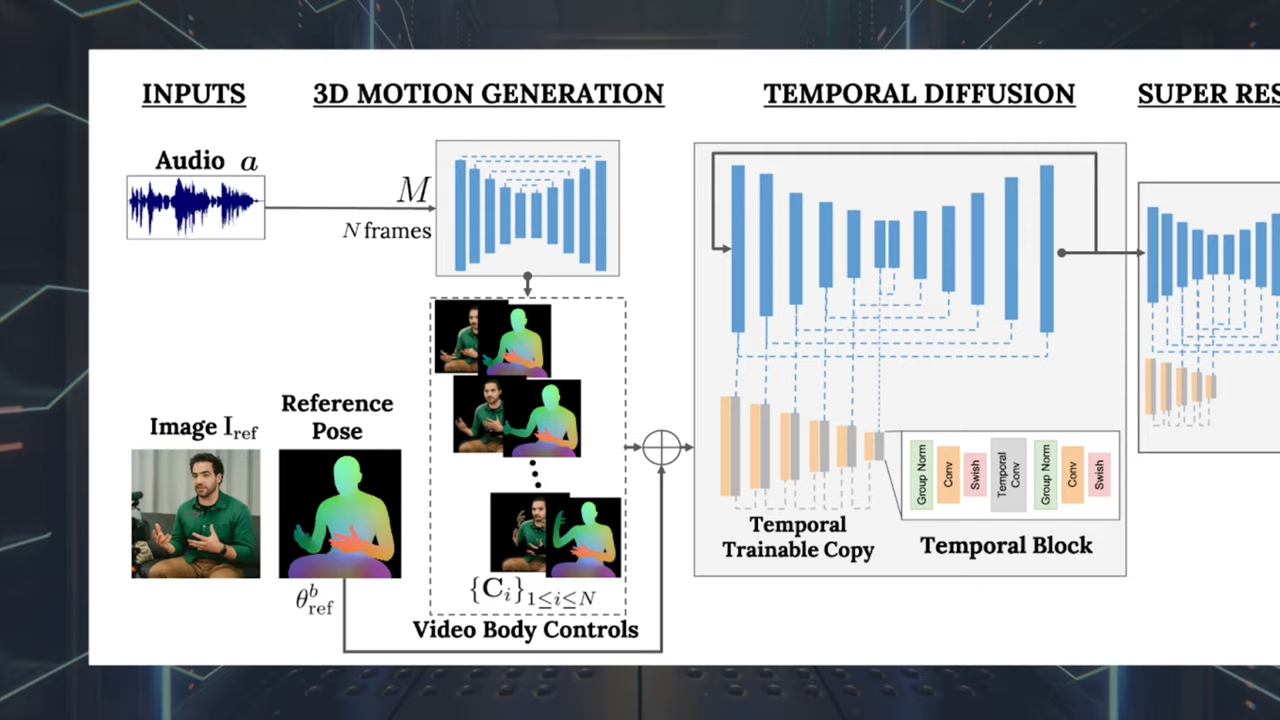 INPUTS
3D MOTION GENERATION
TEMPORAL DIFFUSION
SUPER RES
Audio a
M
N frames
Image I_ref
Reference
Pose
θ^b_ref
{C_i}_{1≤i≤N}
Video Body Controls
Temporal
Trainable Copy
Group Norm
Conv
Swish
Temporal
Conv
Group Norm
Conv
Swish
Temporal Block